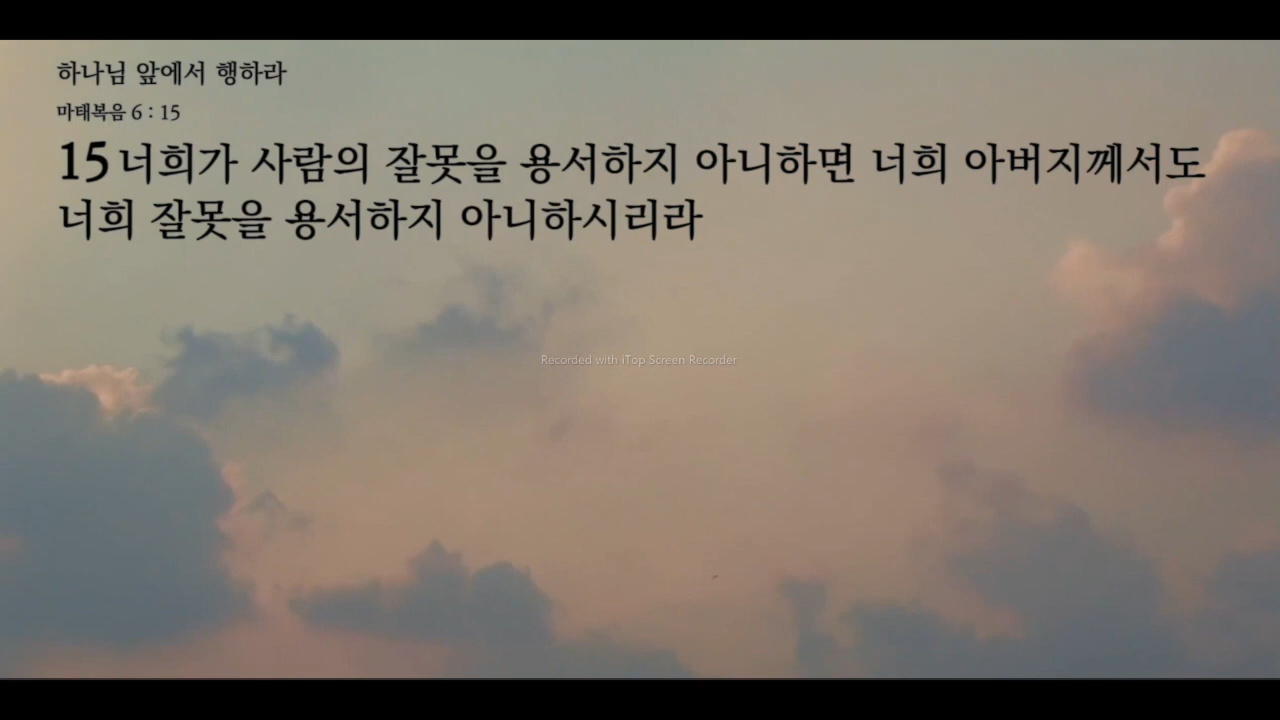 하나님 앞에서 행하라
마태복음 6 : 15
15 너희가 사람의 잘못을 용서하지 아니하면 너희 아버지께서도
너희 잘못을 용서하지 아니하시리라
Recorded with iTop Screen Recorder